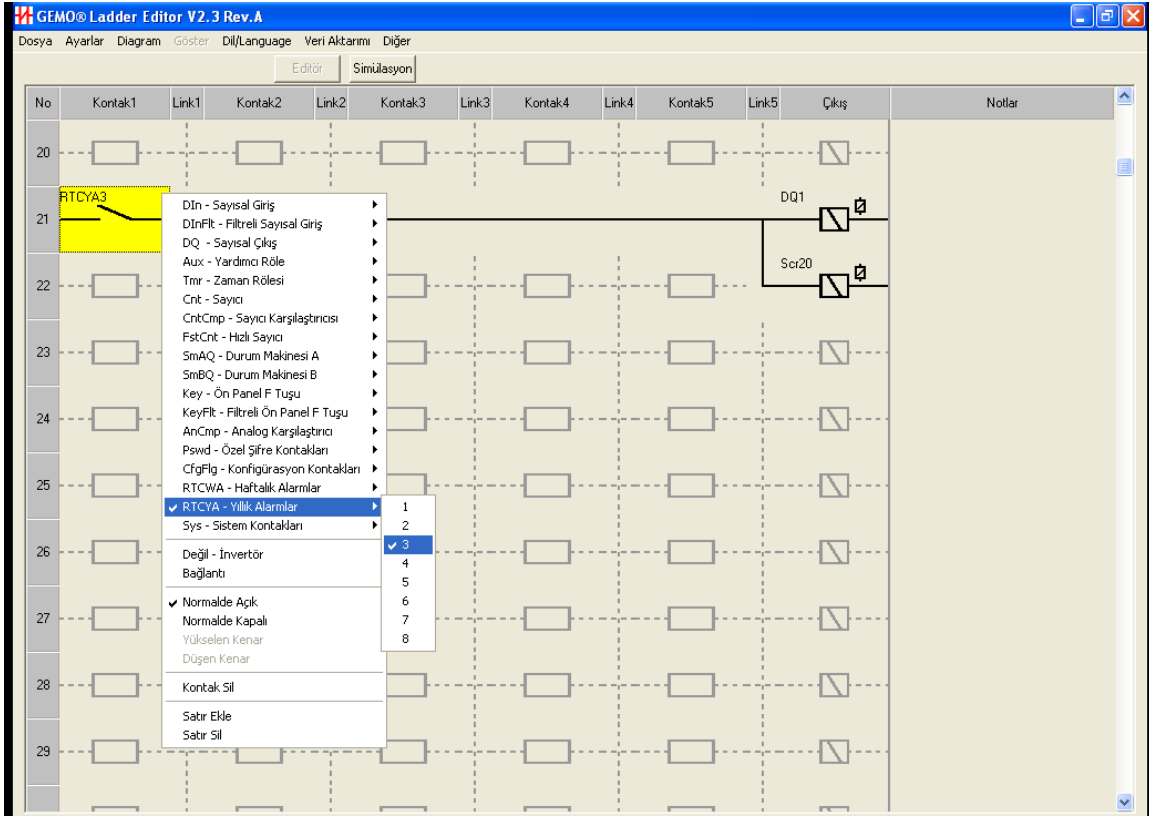 GEMO® Ladder Editor V2.3 Rev.A
Dosya Ayarlar Diagram Göster Dil/Language Veri Aktarımı Diğer
Editör Simülasyon
No Kontak1 Link1 Kontak2 Link2 Kontak3 Link3 Kontak4 Link4 Kontak5 Link5 Çıkış Notlar
20
21 RTCYA3 DQ1
22 Scr20
23
24
25
26
27
28
29
DIn - Sayısal Giriş
DInFlt - Filtreli Sayısal Giriş
DQ - Sayısal Çıkış
Aux - Yardımcı Röle
Tmr - Zaman Rölesi
Cnt - Sayıcı
CntCmp - Sayıcı Karşılaştırıcısı
FstCnt - Hızlı Sayıcı
SmAQ - Durum Makinesi A
SmBQ - Durum Makinesi B
Key - Ön Panel F Tuşu
KeyFlt - Filtreli Ön Panel F Tuşu
AnCmp - Analog Karşılaştırıcı
Pswd - Özel Şifre Kontakları
CfgFlg - Konfigürasyon Kontakları
RTCWA - Haftalık Alarmlar
RTCYA - Yıllık Alarmlar
Sys - Sistem Kontakları
Değil - İnvertör
Bağlantı
Normalde Açık
Normalde Kapalı
Yükselen Kenar
Düşen Kenar
Kontak Sil
Satır Ekle
Satır Sil
1
2
3
4
5
6
7
8